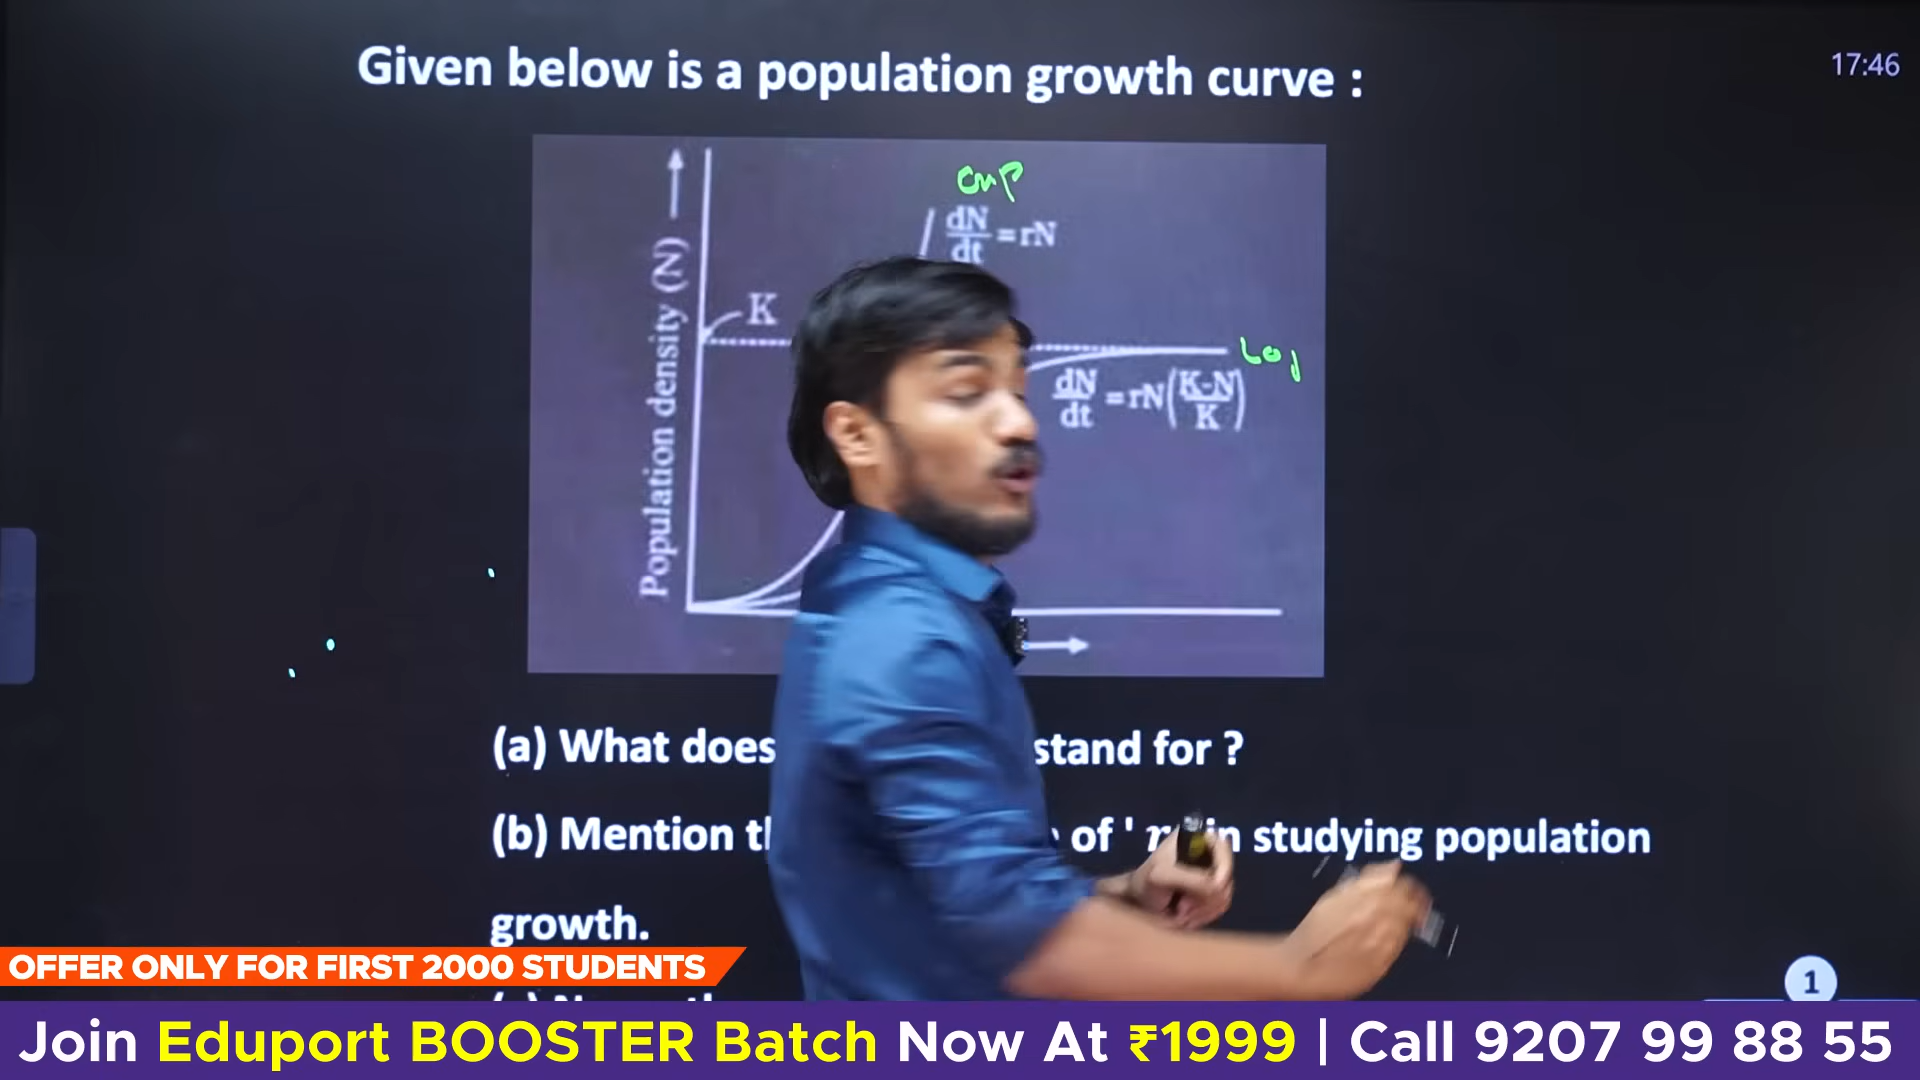 Given below is a population growth curve :
17:46
exp
dN/dt = rN
K
Population density (N)
Log
dN/dt = rN(K-N/K)
(a) What does stand for ?
(b) Mention of ' in studying population
growth.
OFFER ONLY FOR FIRST 2000 STUDENTS
1
Join Eduport BOOSTER Batch Now At ₹1999 | Call 9207 99 88 55